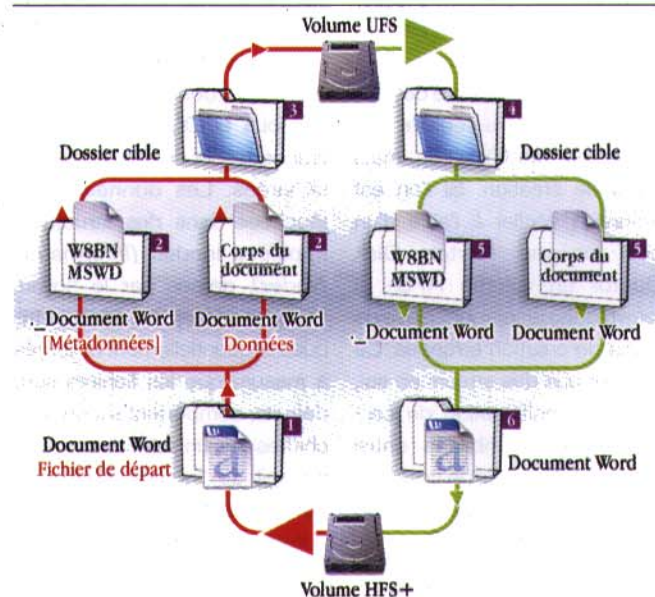 Volume UFS
3
4
Dossier cible
Dossier cible
W8BN
MSWD
2
Corps du
document
2
W8BN
MSWD
5
Corps du
document
5
._Document Word
[Métadonnées]
Document Word
Données
._Document Word
Document Word
1
6
Document Word
Fichier de départ
a
a
Document Word
Volume HFS+